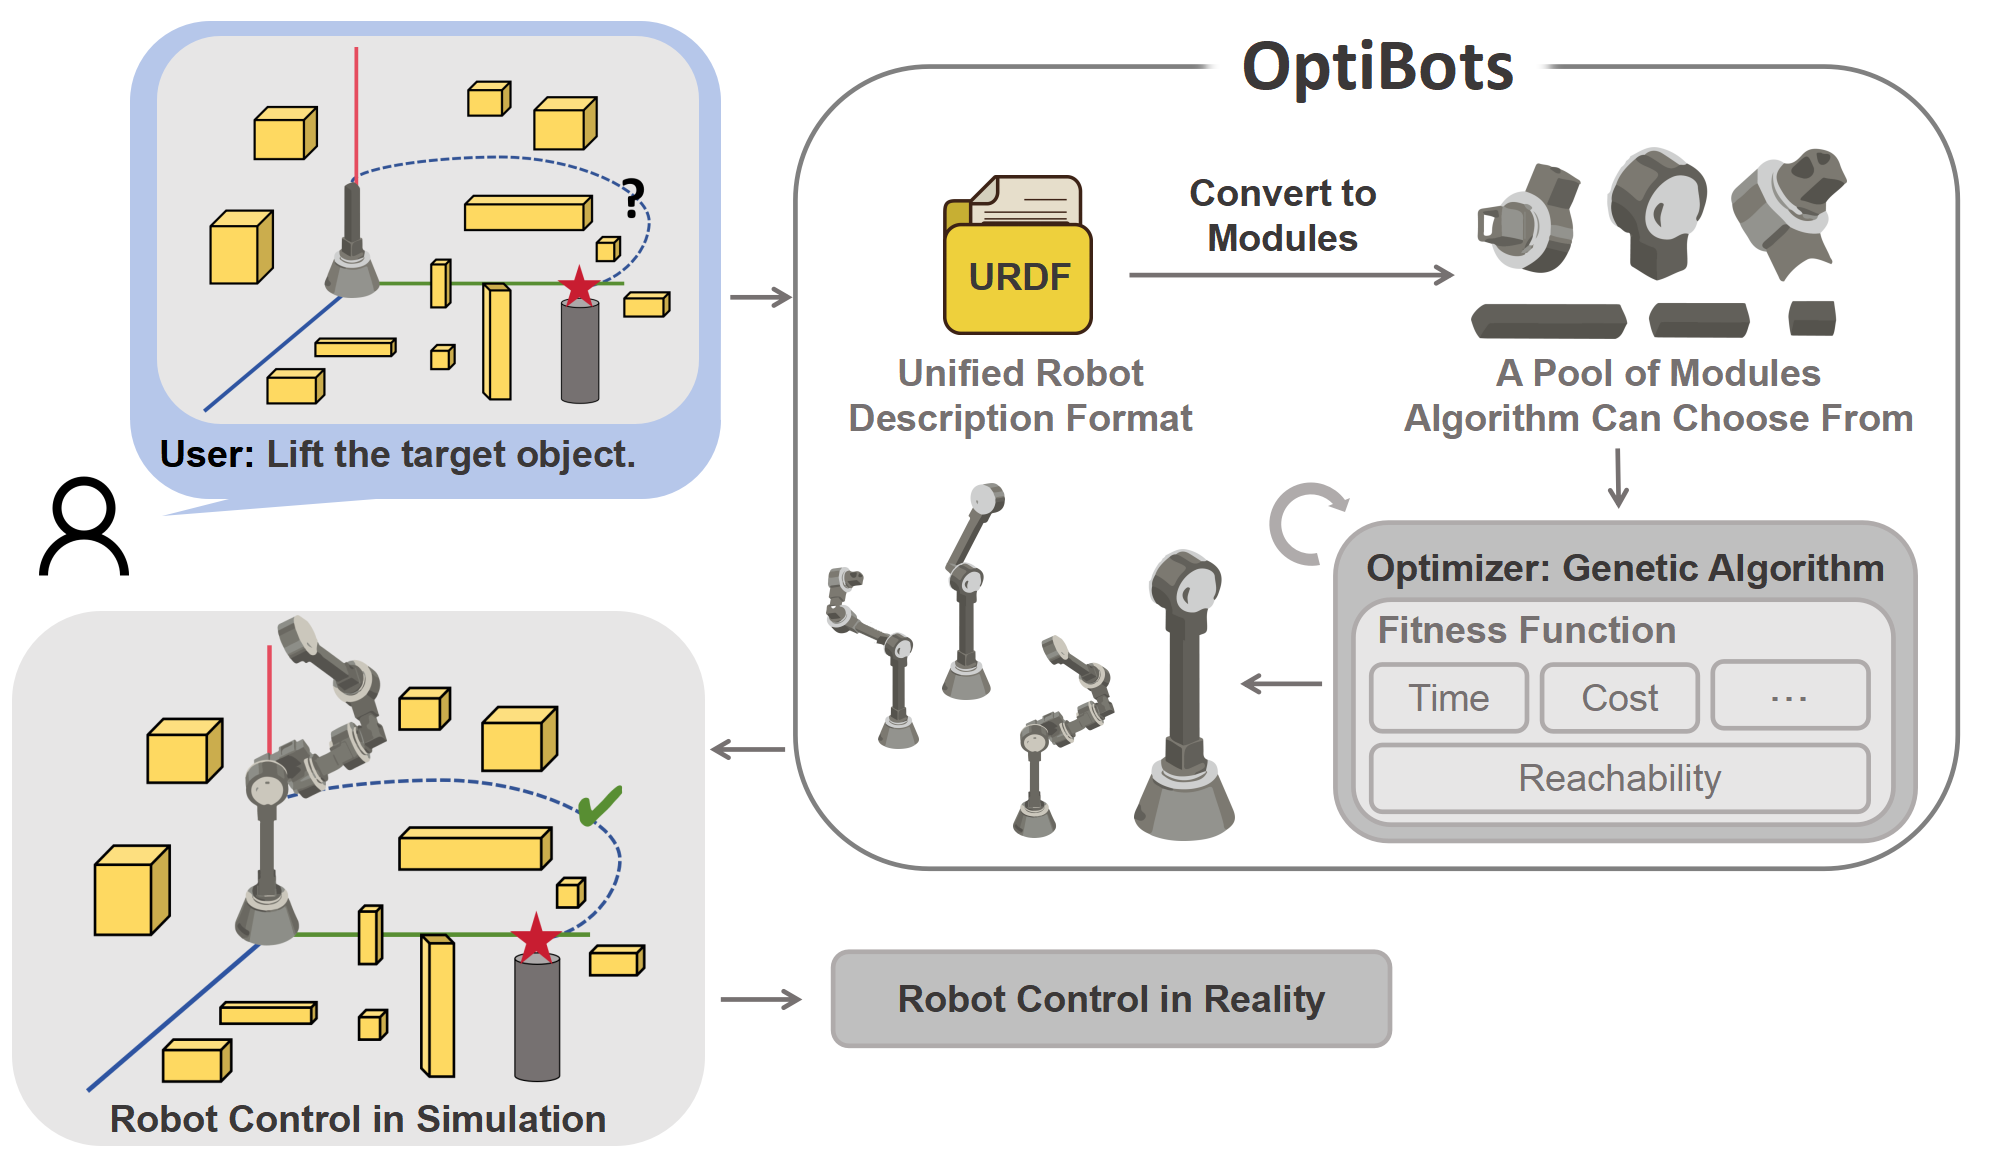 OptiBots
?
User: Lift the target object.
URDF
Convert to
Modules
Unified Robot
Description Format
A Pool of Modules
Algorithm Can Choose From
Optimizer: Genetic Algorithm
Fitness Function
Time
Cost
...
Reachability
Robot Control in Simulation
Robot Control in Reality